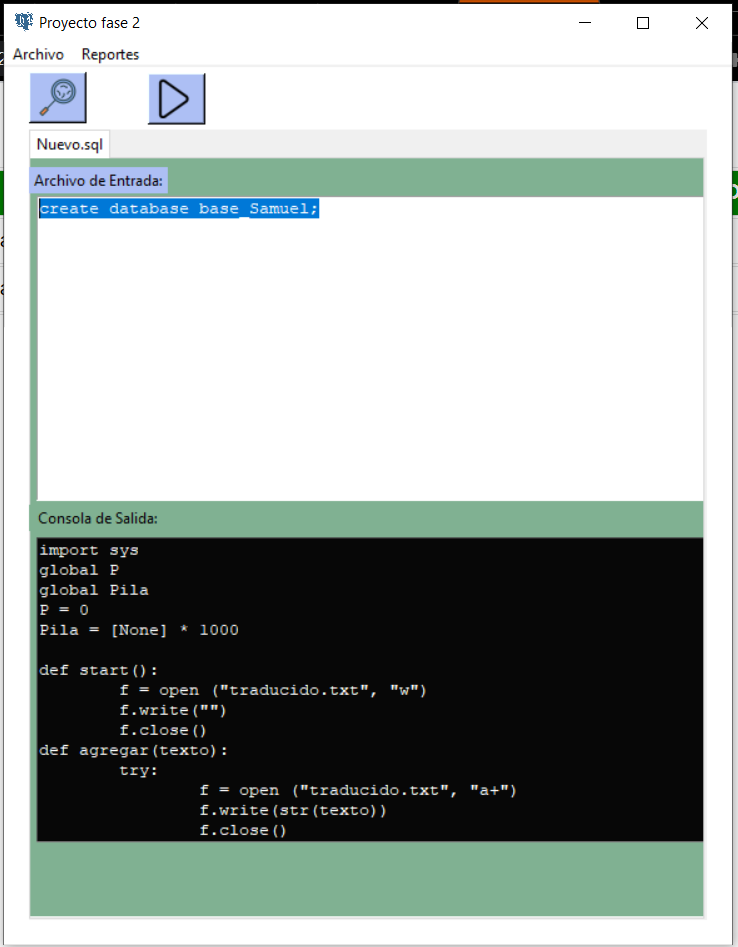 Proyecto fase 2
Archivo Reportes
Nuevo.sql
Archivo de Entrada:
create database base_Samuel;
Consola de Salida:
import sys
global P
global Pila
P = 0
Pila = [None] * 1000
def start():
f = open ("traducido.txt", "w")
f.write("")
f.close()
def agregar(texto):
try:
f = open ("traducido.txt", "a+")
f.write(str(texto))
f.close()